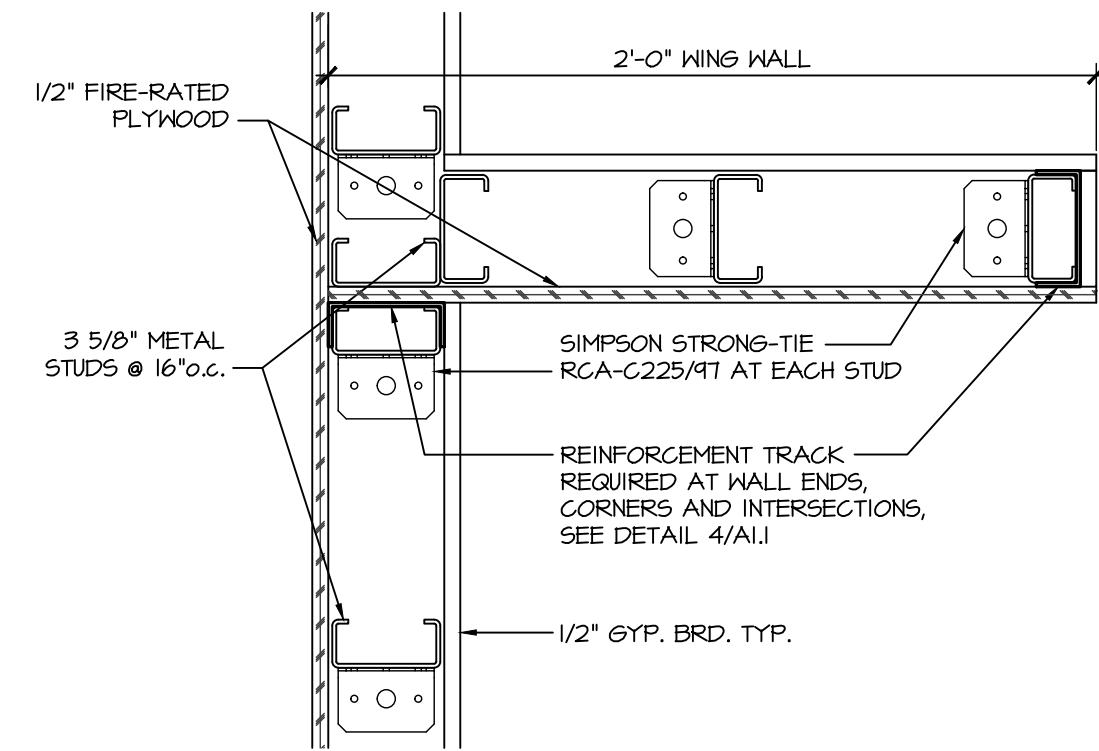 2'-0" WING WALL
1/2" FIRE-RATED
PLYWOOD
3 5/8" METAL
STUDS @ 16"o.c.
SIMPSON STRONG-TIE
RCA-C225/97 AT EACH STUD
REINFORCEMENT TRACK
REQUIRED AT WALL ENDS,
CORNERS AND INTERSECTIONS,
SEE DETAIL 4/A1.1
1/2" GYP. BRD. TYP.